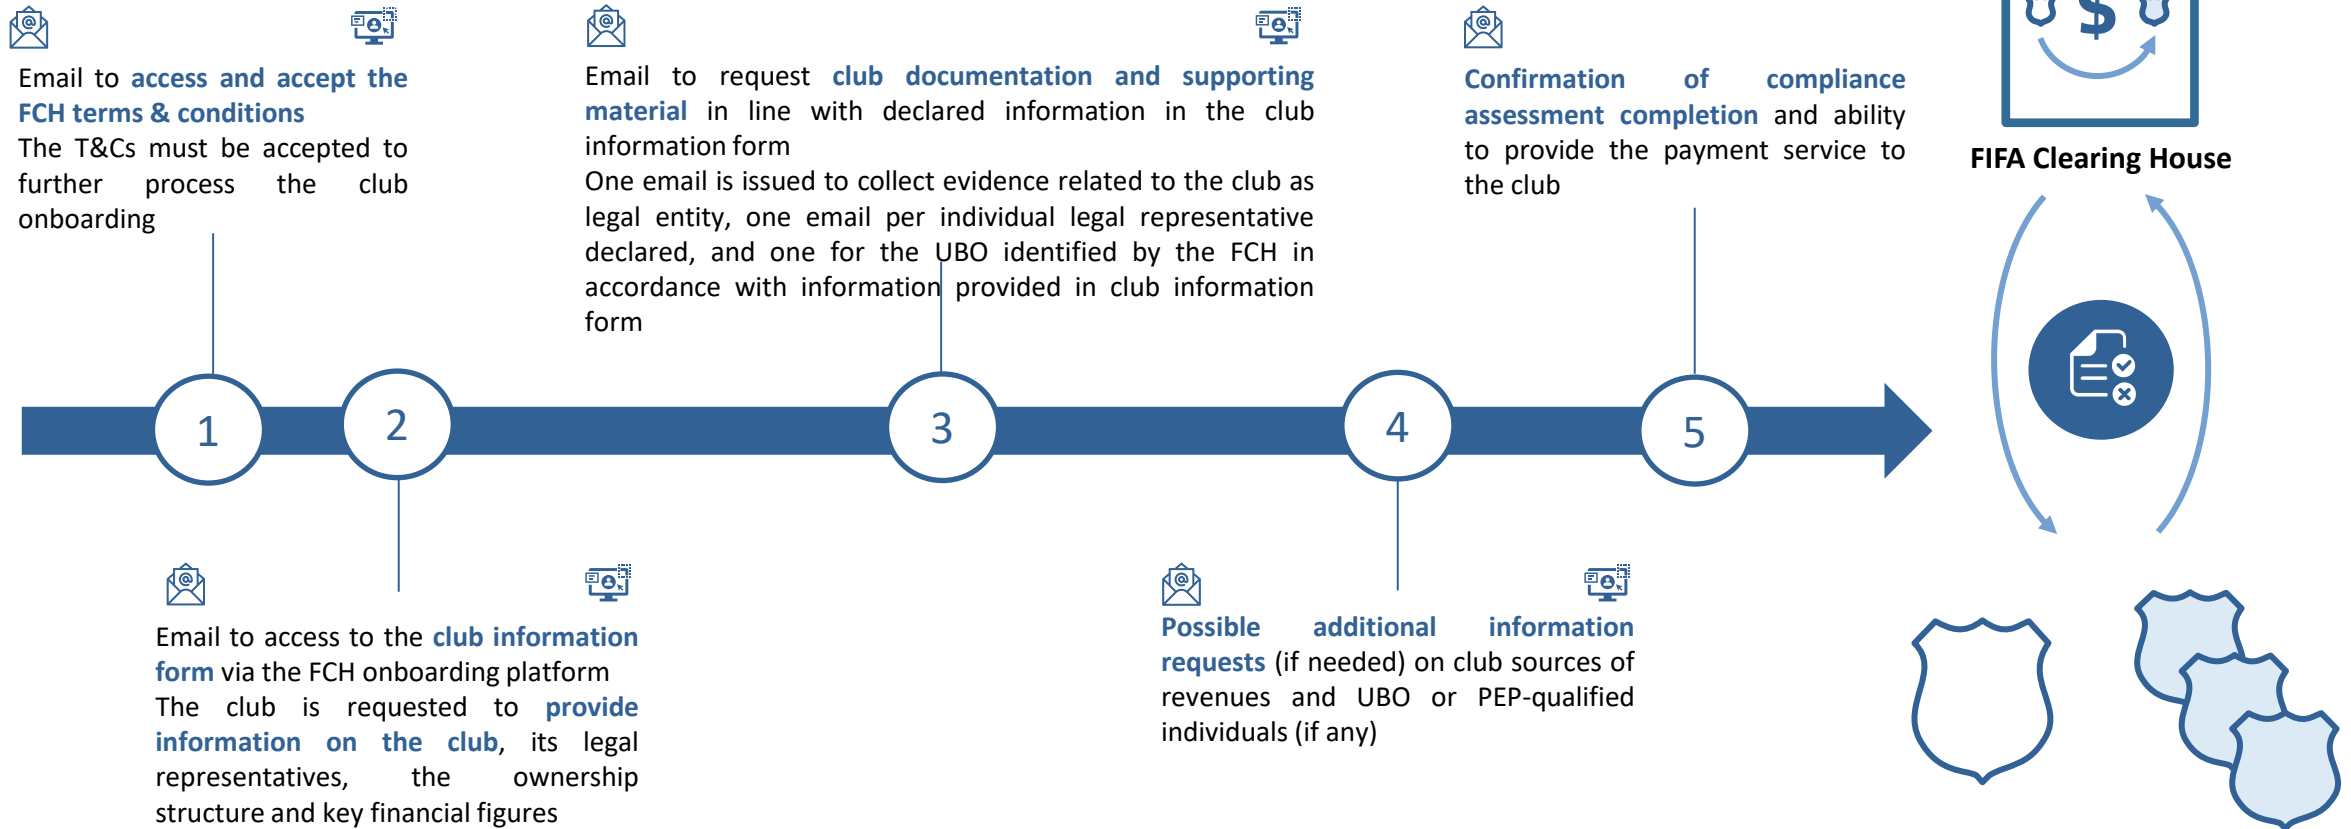 Email to access and accept the
FCH terms & conditions
The T&Cs must be accepted to
further process the club
onboarding
Email to request club documentation and supporting
material in line with declared information in the club
information form
One email is issued to collect evidence related to the club as
legal entity, one email per individual legal representative
declared, and one for the UBO identified by the FCH in
accordance with information provided in club information
form
Confirmation of compliance
assessment completion and ability
to provide the payment service to
the club
$
FIFA Clearing House
1
2
3
4
5
Email to access to the club information
form via the FCH onboarding platform
The club is requested to provide
information on the club, its legal
representatives, the ownership
structure and key financial figures
Possible additional information
requests (if needed) on club sources of
revenues and UBO or PEP-qualified
individuals (if any)